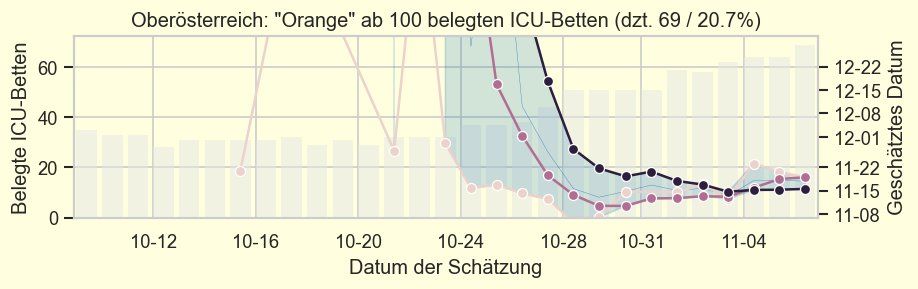 Oberösterreich: "Orange" ab 100 belegten ICU-Betten (dzt. 69 / 20.7%)
Belegte ICU-Betten
60
40
20
0
12-22
12-15
12-08
12-01
11-22
11-15
11-08
Geschätztes Datum
10-12 10-16 10-20 10-24 10-28 10-31 11-04
Datum der Schätzung